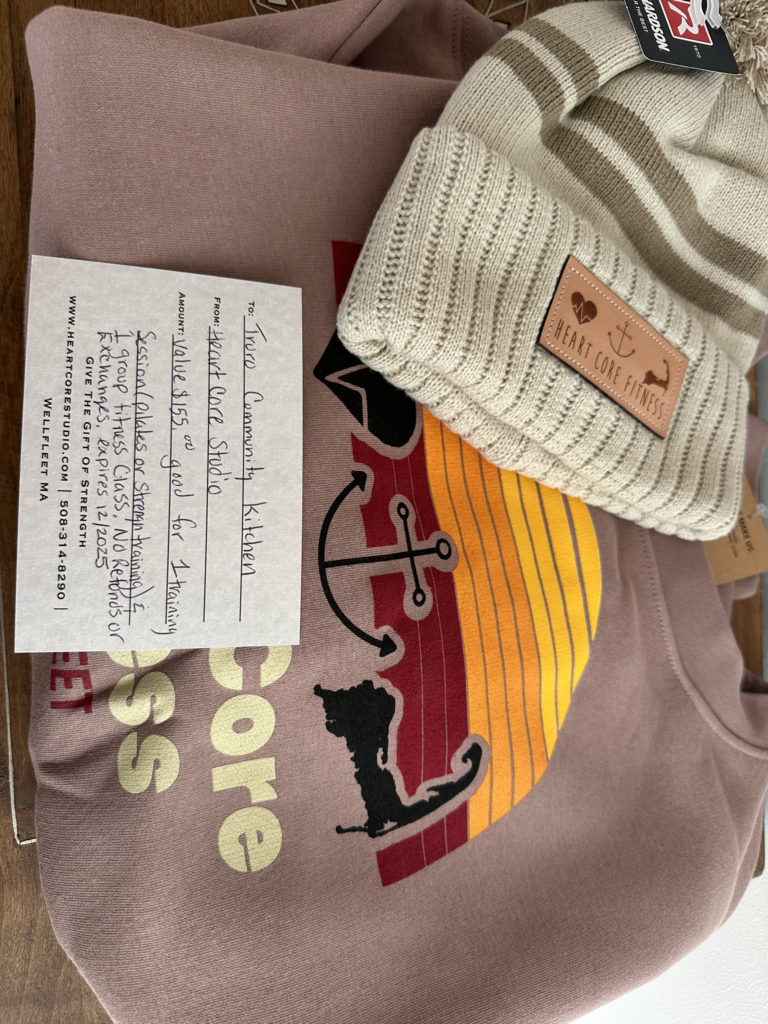 TO: Truro Community Kitchen
FROM: Heart Core Studio
AMOUNT: Value $155.00 good for 1 training
Session (pilates or strength training) &
1 group fitness Class, No Refunds or
Exchanges, expires 12/2025
GIVE THE GIFT OF STRENGTH
WWW.HEARTCORESTUDIO.COM | 508-314-8290 |
WELLFLEET MA
HEART CORE FITNESS
core
ess
EET
RICHARDSON
1970